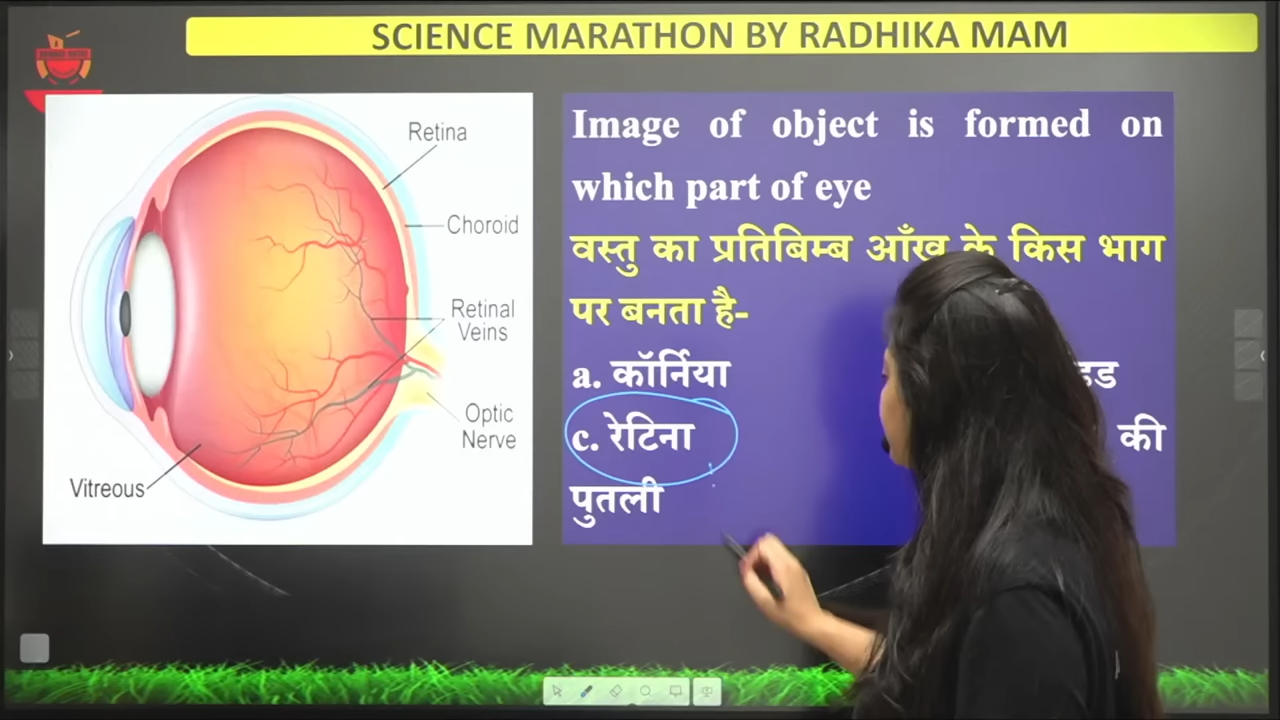 SCIENCE MARATHON BY RADHIKA MAM
Retina
Choroid
Retinal
Veins
Optic
Nerve
Vitreous
Image of object is formed on
which part of eye
वस्तु का प्रतिबिम्ब आँख के किस भाग
पर बनता है-
a. कॉर्निया
c. रेटिना की
पुतली